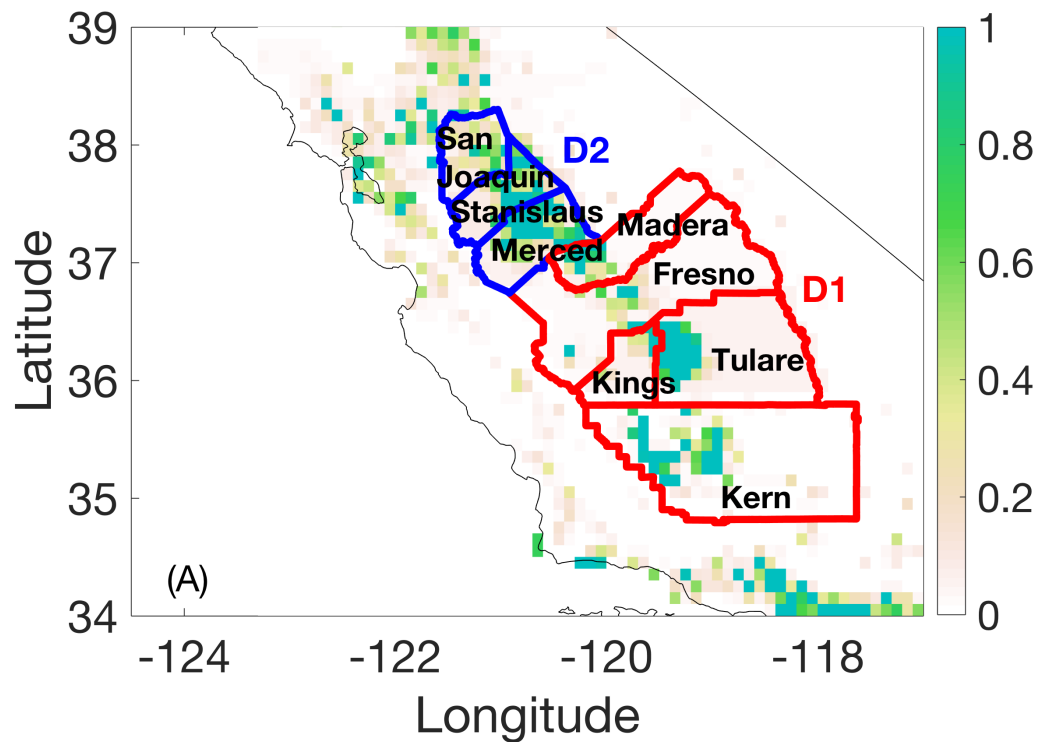 39
38
37
36
35
34
Latitude
San
Joaquin
D2
Stanislaus
Merced
Madera
Fresno
D1
Tulare
Kings
Kern
(A)
1
0.8
0.6
0.4
0.2
0
-124
-122
-120
-118
Longitude